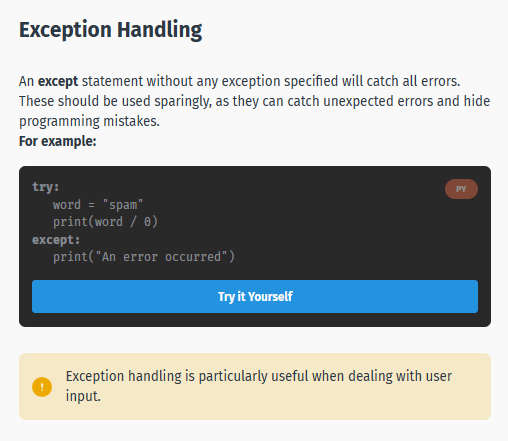 Exception Handling
An except statement without any exception specified will catch all errors.
These should be used sparingly, as they can catch unexpected errors and hide
programming mistakes.
For example:
PY
try:
   word = "spam"
   print(word / 0)
except:
   print("An error occurred")
Try it Yourself
!
Exception handling is particularly useful when dealing with user
input.